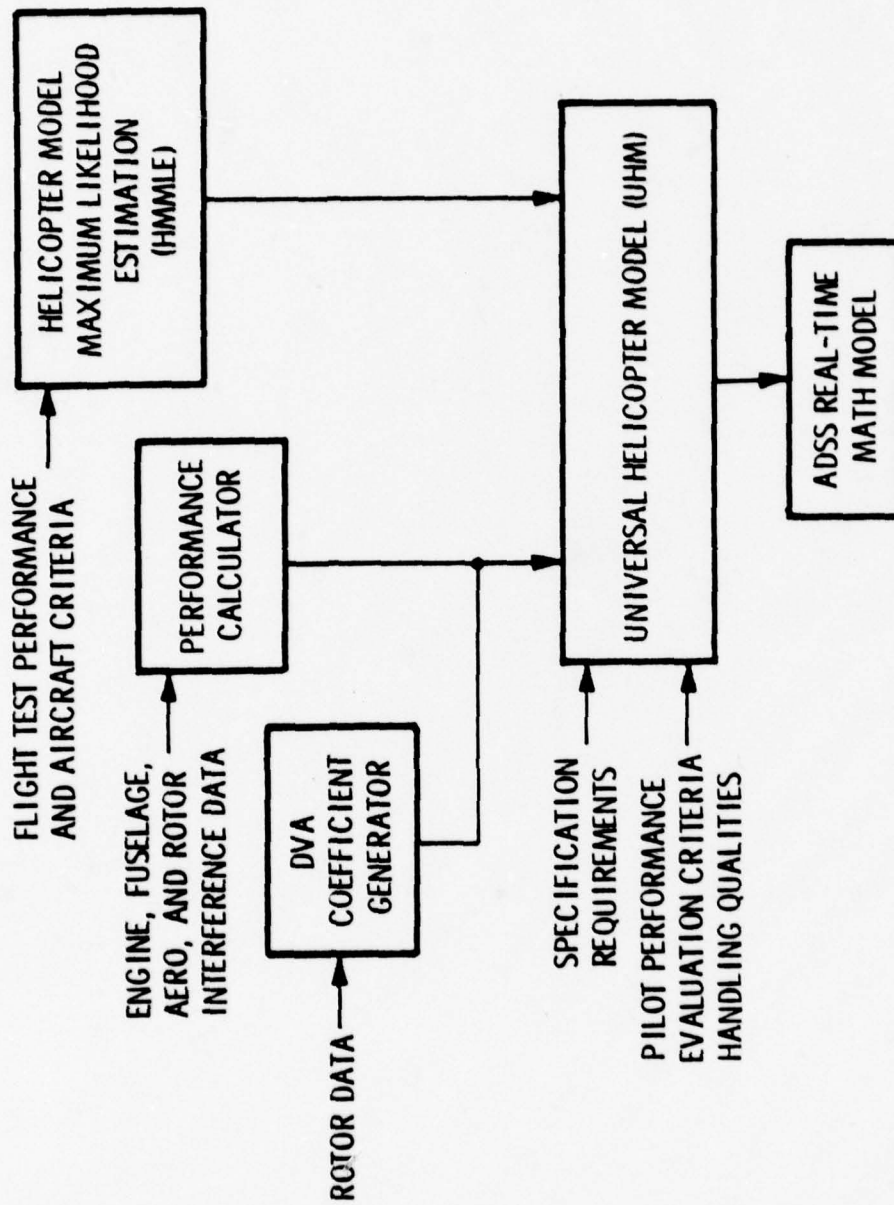 FLIGHT TEST PERFORMANCE
AND AIRCRAFT CRITERIA
HELICOPTER MODEL
MAXIMUM LIKELIHOOD
ESTIMATION
(HMMLE)
ENGINE, FUSELAGE,
AERO, AND ROTOR
INTERFERENCE DATA
PERFORMANCE
CALCULATOR
ROTOR DATA
DVA
COEFFICIENT
GENERATOR
SPECIFICATION
REQUIREMENTS
PILOT PERFORMANCE
EVALUATION CRITERIA
HANDLING QUALITIES
UNIVERSAL HELICOPTER MODEL (UHM)
ADSS REAL-TIME
MATH MODEL